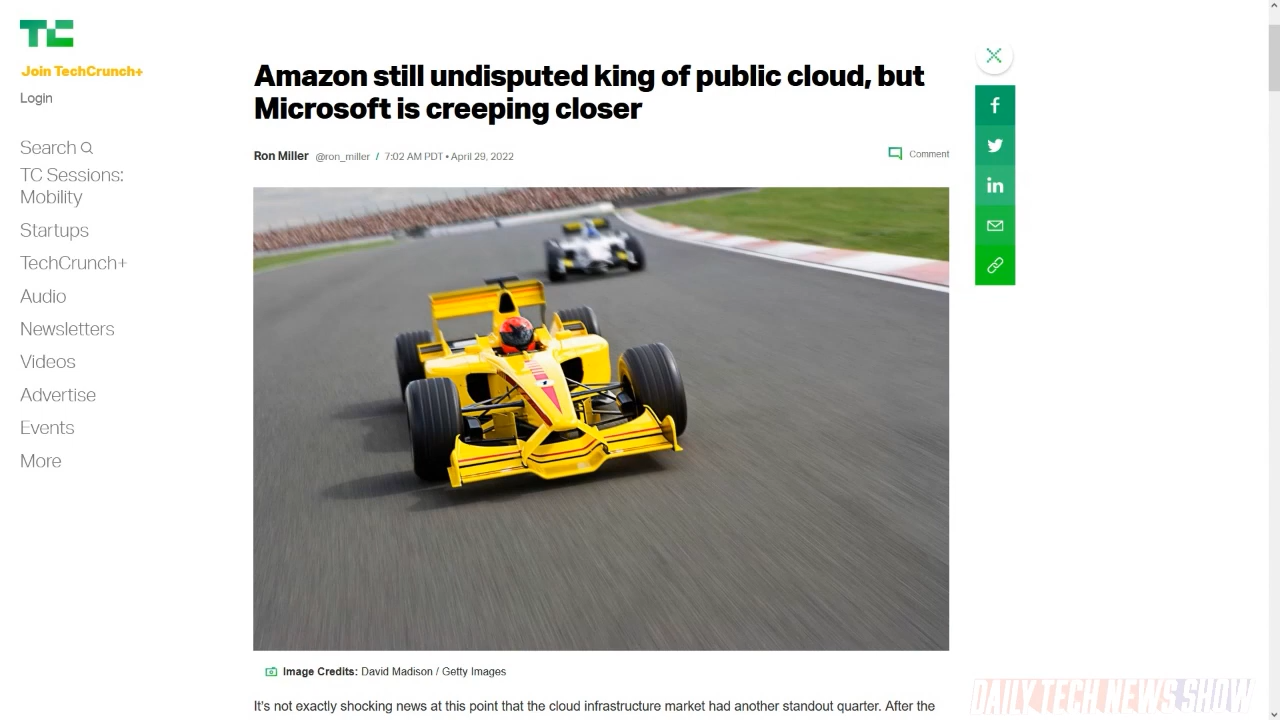 TC
Join TechCrunch+
Login
Search
TC Sessions:
Mobility
Startups
TechCrunch+
Audio
Newsletters
Videos
Advertise
Events
More
Amazon still undisputed king of public cloud, but
Microsoft is creeping closer
Ron Miller @ron_miller / 7:02 AM PDT • April 29, 2022
Comment
Image Credits: David Madison / Getty Images
It's not exactly shocking news at this point that the cloud infrastructure market had another standout quarter. After the
DAILY TECH NEWS SHOW